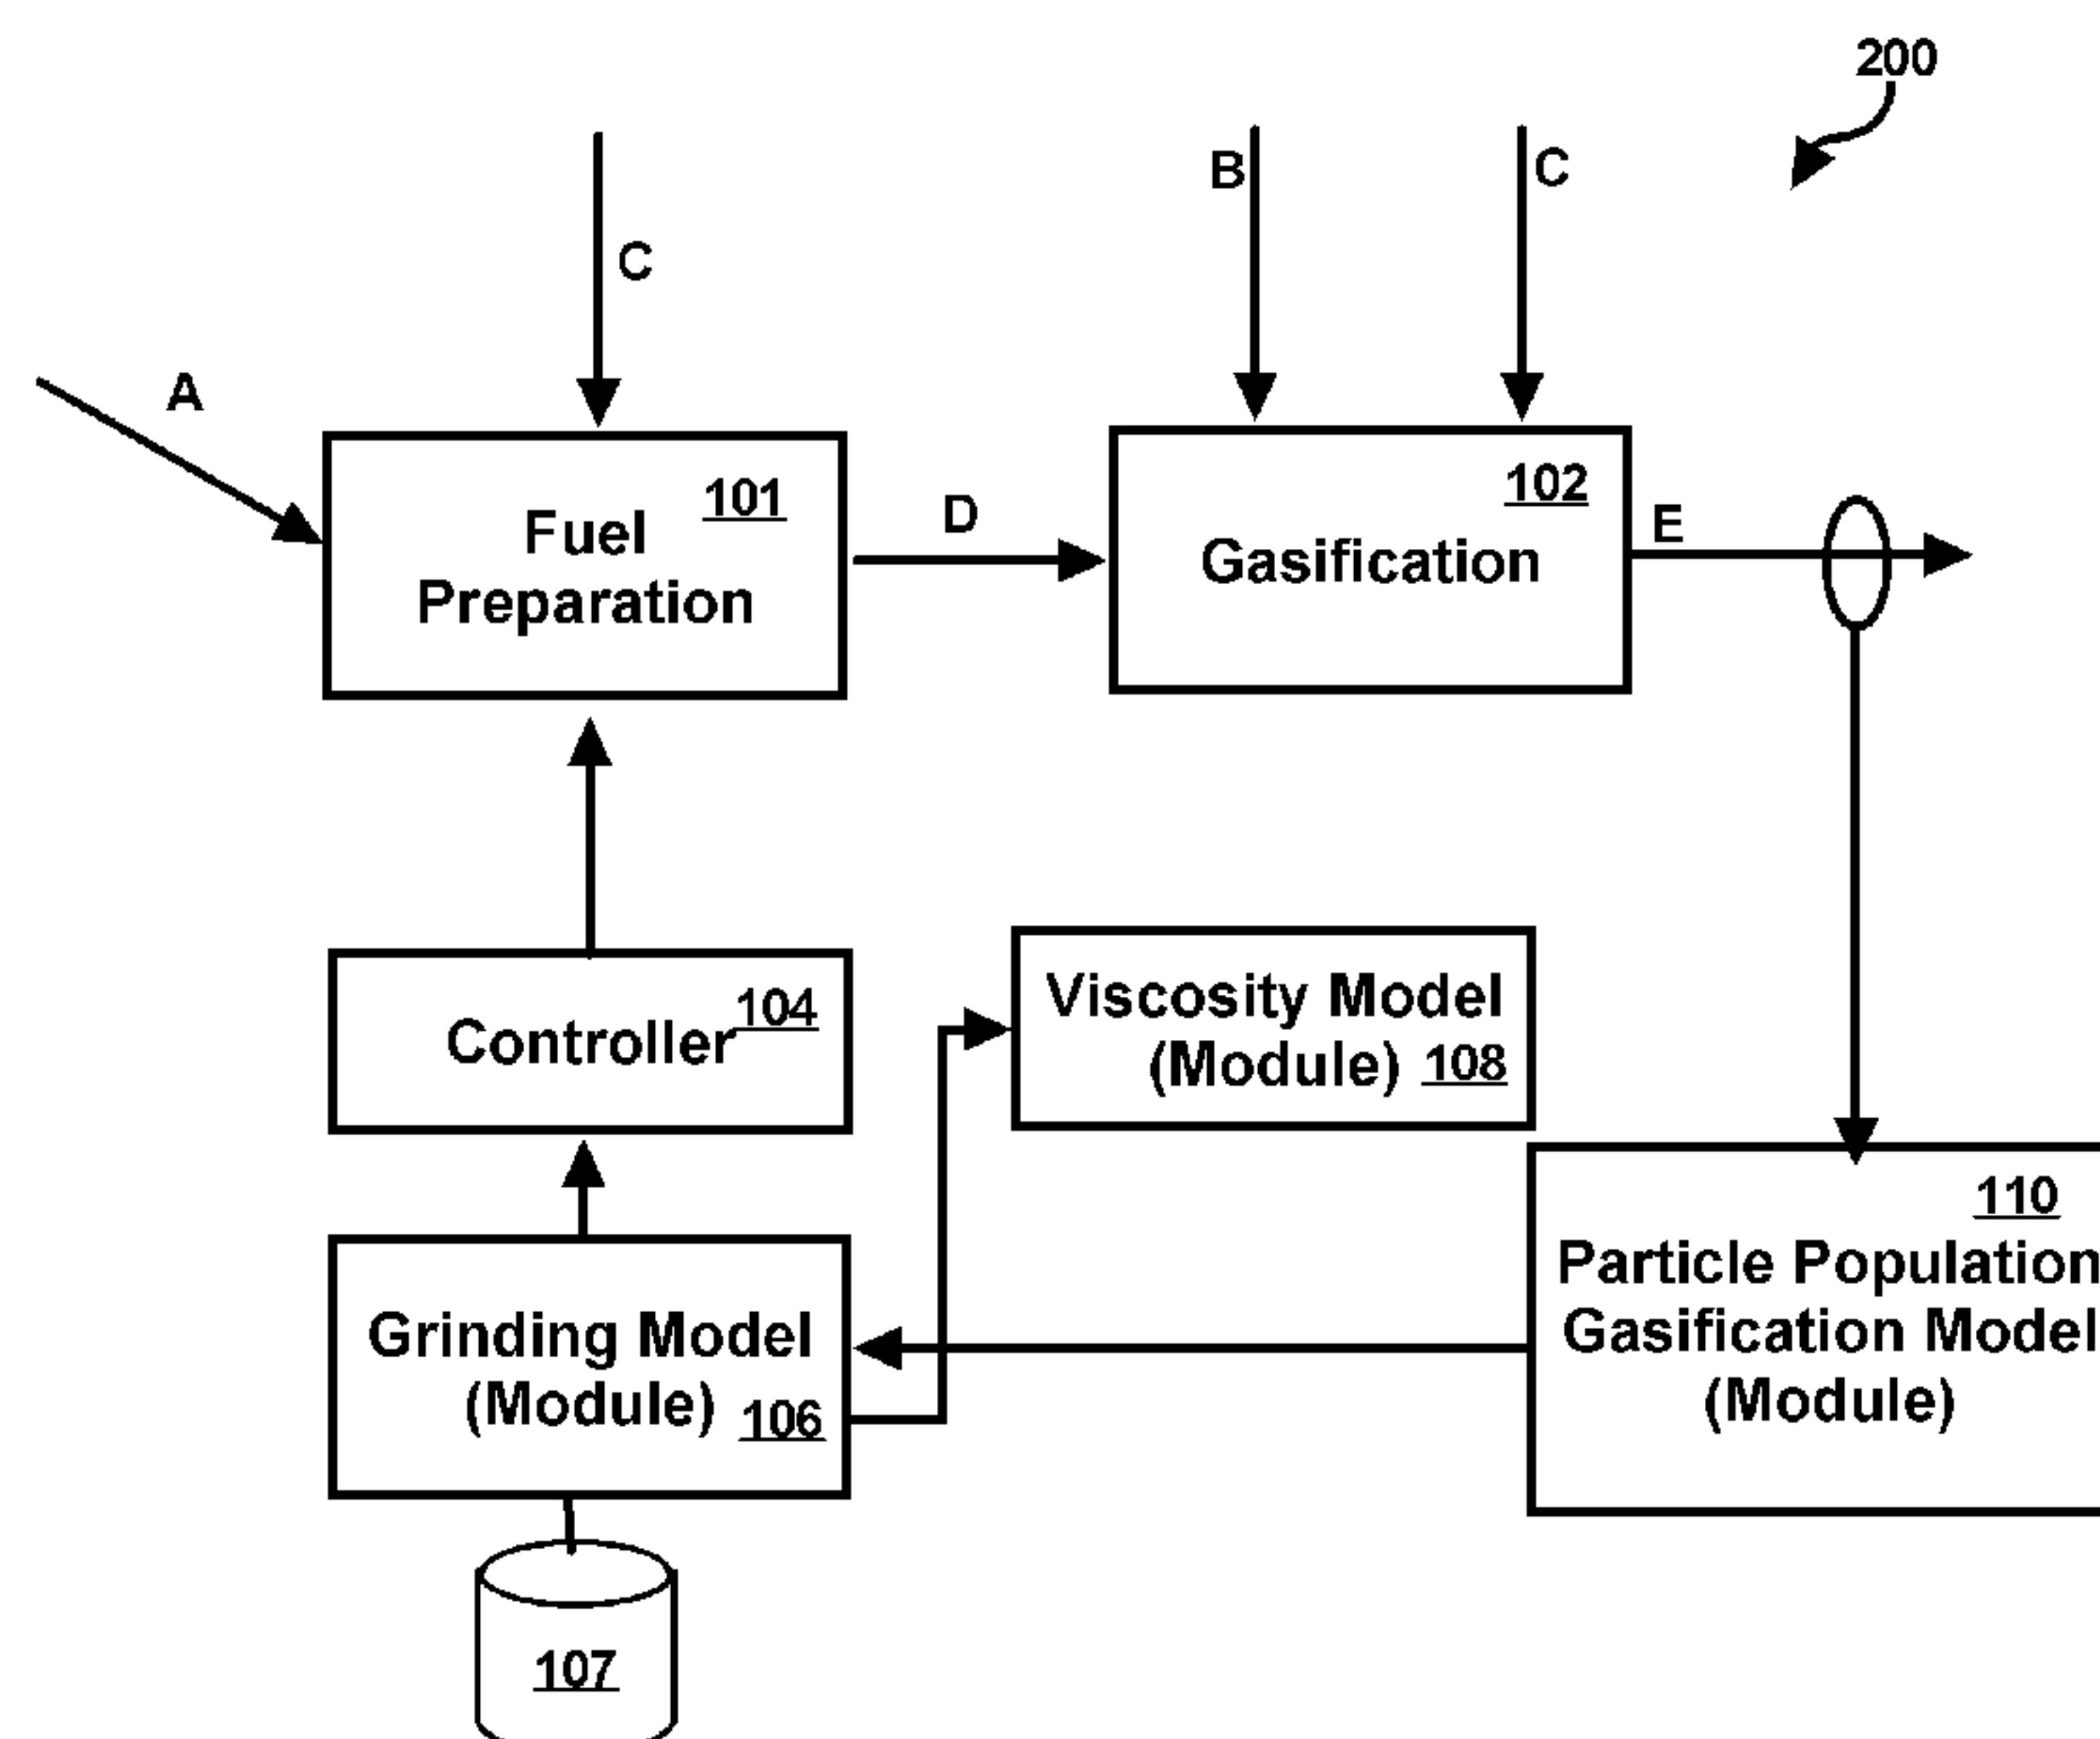 200
B
C
C
A
101
Fuel
Preparation
D
102
Gasification
E
104
Controller
Viscosity Model
(Module) 108
110
Particle Population
Gasification Model
(Module)
Grinding Model
(Module) 106
107